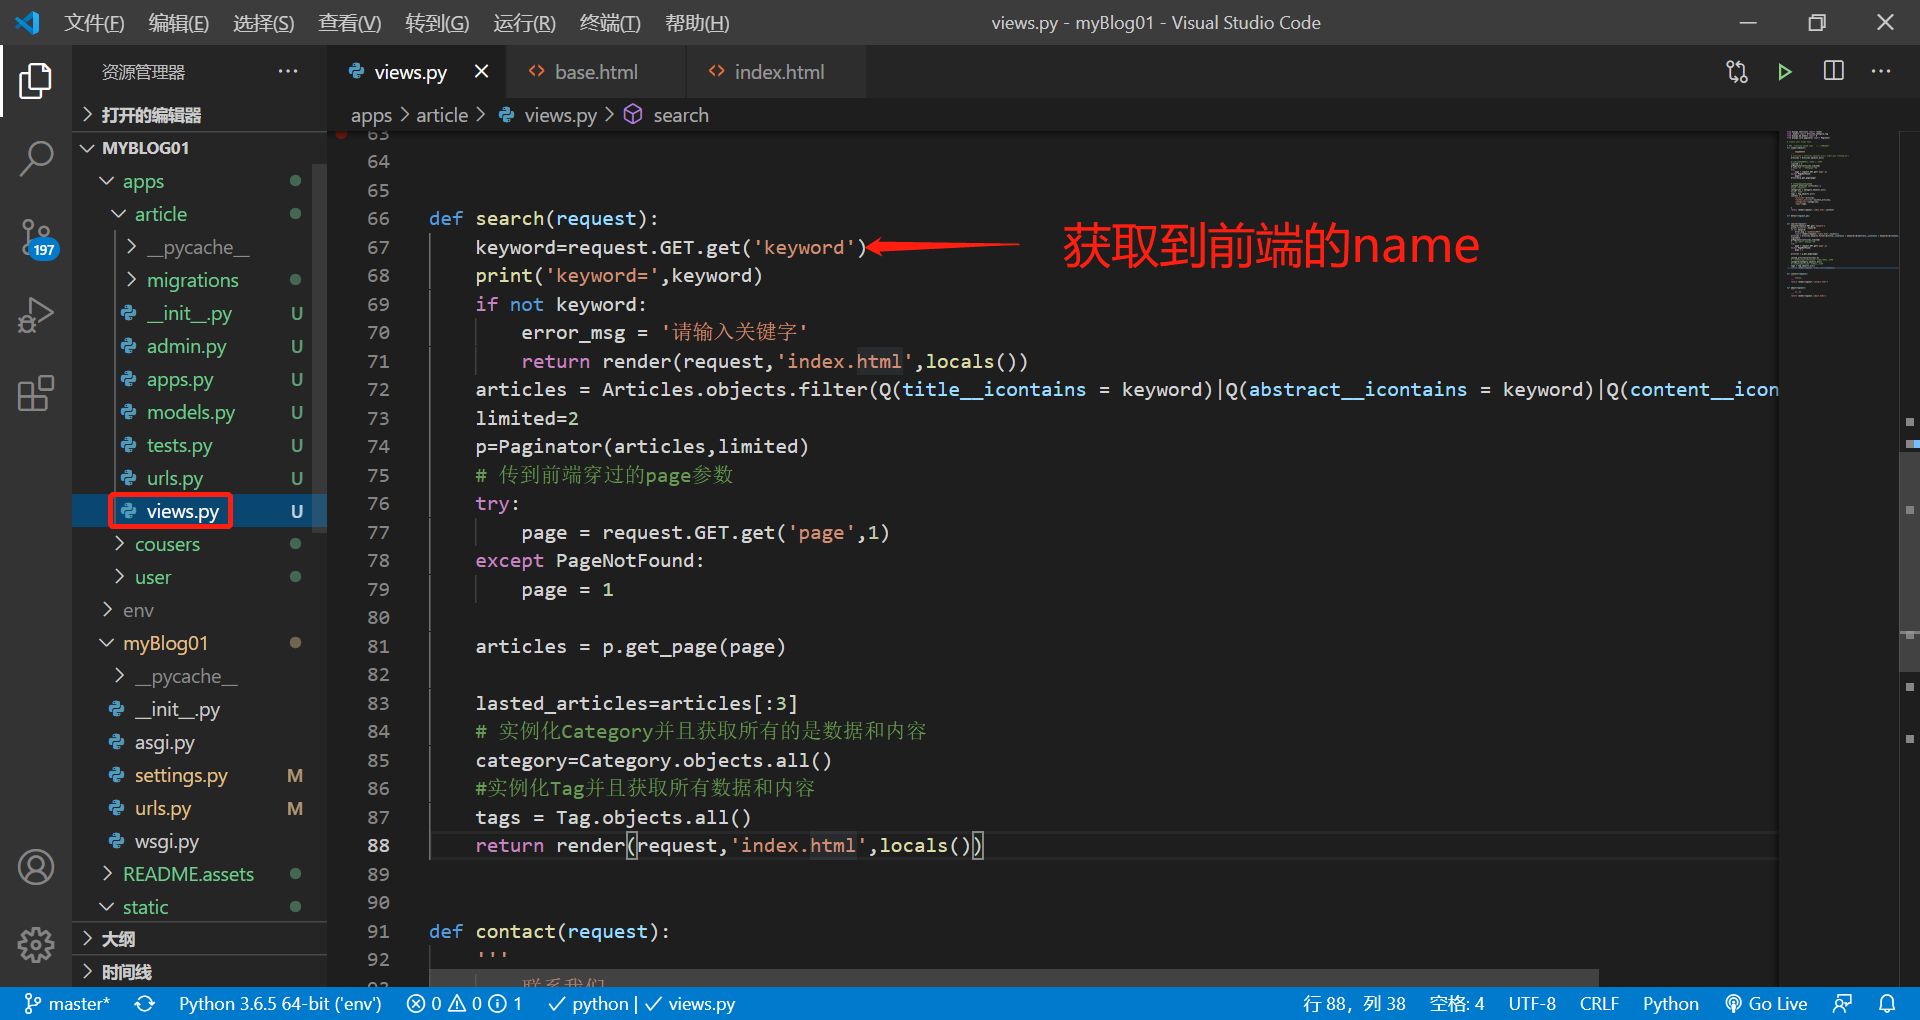 文件(F) 编辑(E) 选择(S) 查看(V) 转到(G) 运行(R) 终端(T) 帮助(H) views.py - myBlog01 - Visual Studio Code
资源管理器
打开的编辑器
MYBLOG01
apps
article
__pycache__
migrations
__init__.py U
admin.py U
apps.py U
models.py U
tests.py U
urls.py U
views.py U
cousers
user
env
myBlog01
__pycache__
__init__.py
asgi.py
settings.py M
urls.py M
wsgi.py
README.assets
static
大纲
时间线
197
views.py base.html index.html
apps > article > views.py > search
63
64
65
66 def search(request):
67 keyword=request.GET.get('keyword')
获取到前端的name
68 print('keyword=',keyword)
69 if not keyword:
70 error_msg = '请输入关键字'
71 return render(request,'index.html',locals())
72 articles = Articles.objects.filter(Q(title__icontains = keyword)|Q(abstract__icontains = keyword)|Q(content__icon
73 limited=2
74 p=Paginator(articles,limited)
75 # 传到前端穿过的page参数
76 try:
77 page = request.GET.get('page',1)
78 except PageNotFound:
79 page = 1
80
81 articles = p.get_page(page)
82
83 lasted_articles=articles[:3]
84 # 实例化Category并且获取所有的是数据和内容
85 category=Category.objects.all()
86 #实例化Tag并且获取所有数据和内容
87 tags = Tag.objects.all()
88 return render(request,'index.html',locals())
89
90
91 def contact(request):
92 '''
93 联系我们
master* Python 3.6.5 64-bit ('env') 0 0 1 python | views.py 行 88，列 38 空格: 4 UTF-8 CRLF Python Go Live